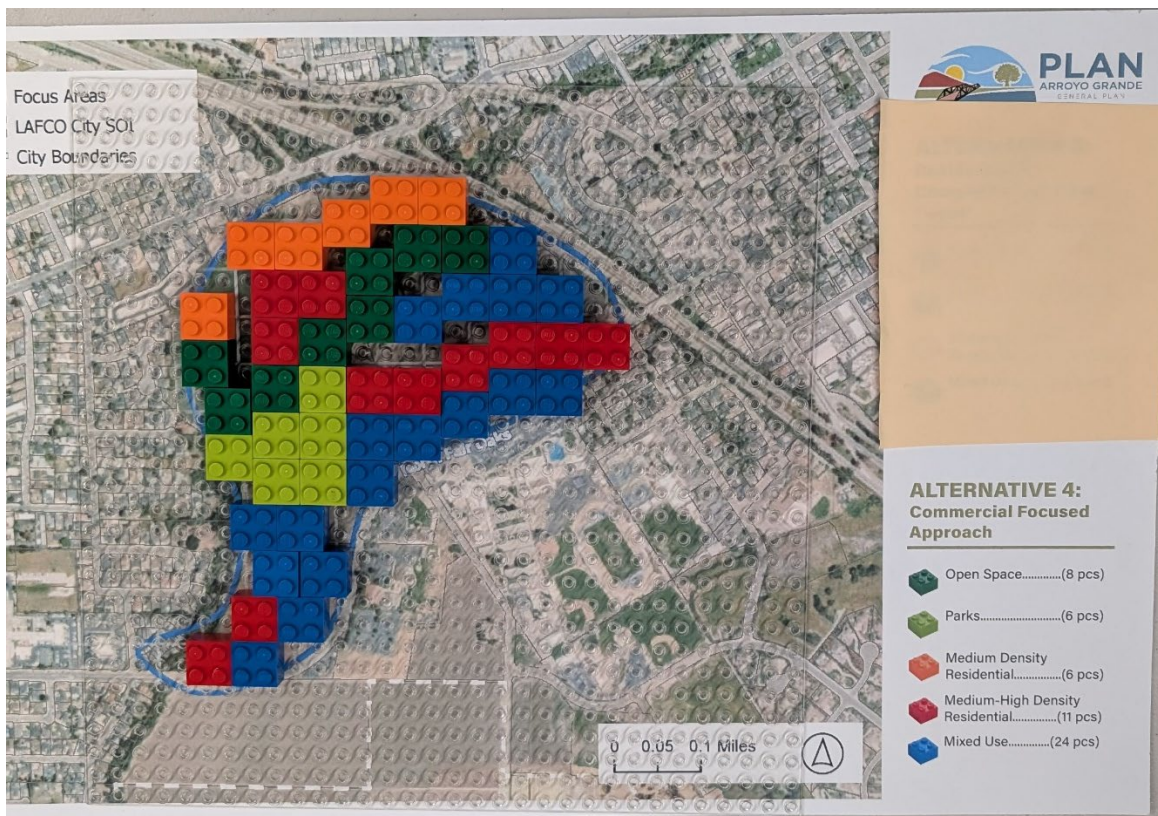 Focus Areas
LAFCO City SOI
City Boundaries
PLAN
ARROYO GRANDE
GENERAL PLAN
Fair Oaks
ALTERNATIVE 4:
Commercial Focused
Approach
Open Space.............(8 pcs)
Parks...........................(6 pcs)
Medium Density
Residential................(6 pcs)
Medium-High Density
Residential...............(11 pcs)
Mixed Use.............(24 pcs)
0 0.05 0.1 Miles